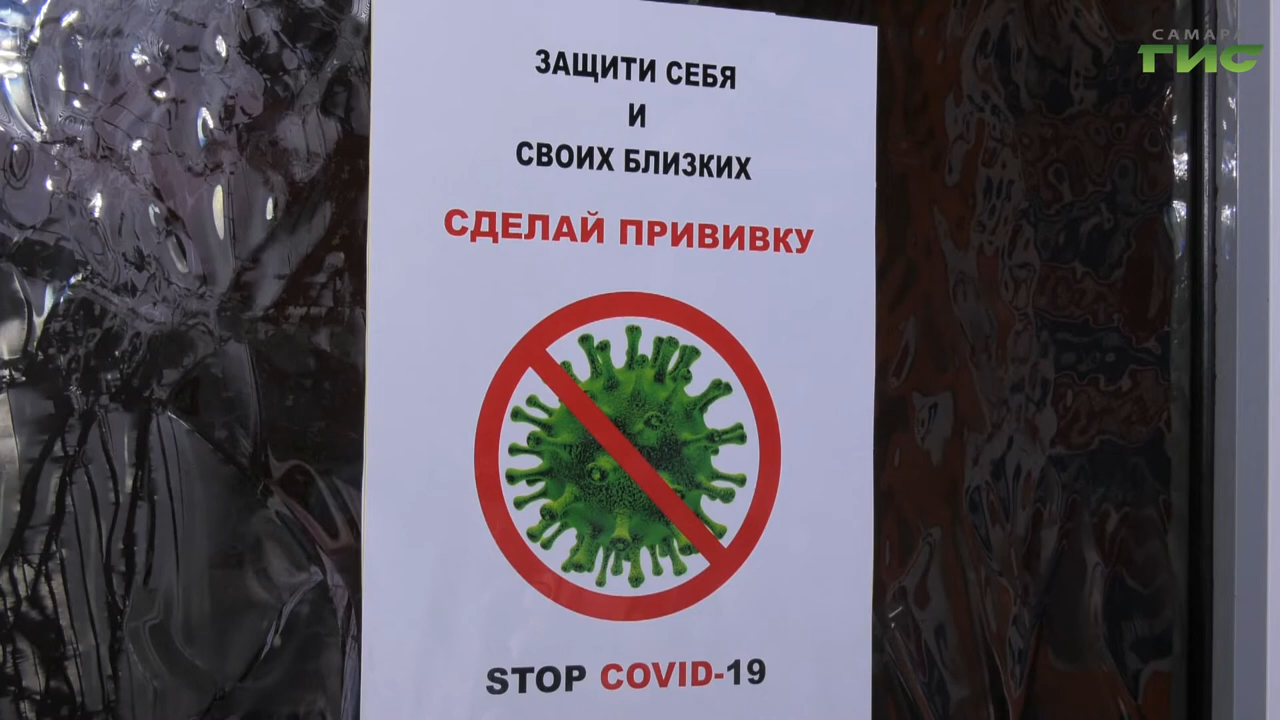 САМАРА
ГИС
ЗАЩИТИ СЕБЯ
И
СВОИХ БЛИЗКИХ
СДЕЛАЙ ПРИВИВКУ
STOP COVID-19